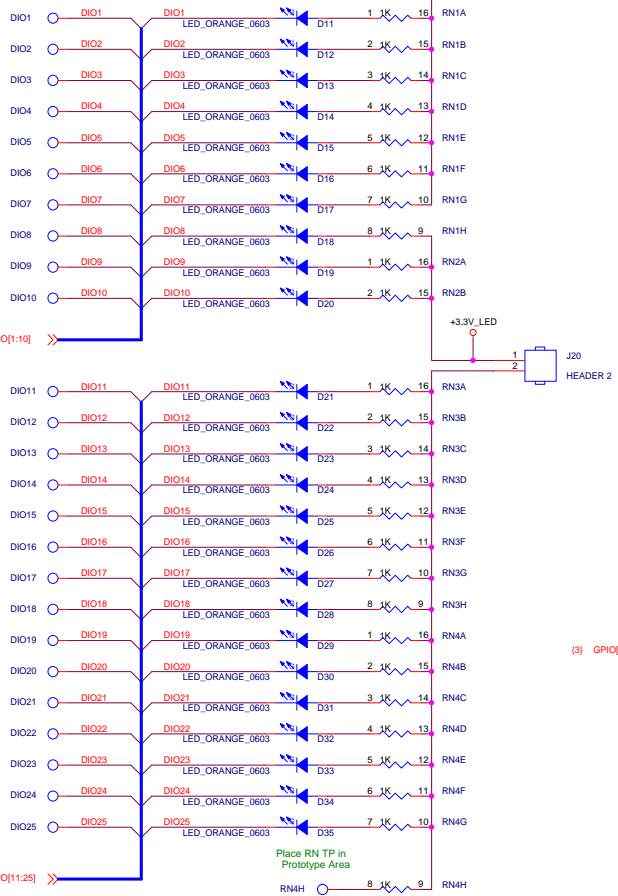 DIO1 DIO1 DIO1 LED_ORANGE_0603 D11 1 1K 16 RN1A
DIO2 DIO2 DIO2 LED_ORANGE_0603 D12 2 1K 15 RN1B
DIO3 DIO3 DIO3 LED_ORANGE_0603 D13 3 1K 14 RN1C
DIO4 DIO4 DIO4 LED_ORANGE_0603 D14 4 1K 13 RN1D
DIO5 DIO5 DIO5 LED_ORANGE_0603 D15 5 1K 12 RN1E
DIO6 DIO6 DIO6 LED_ORANGE_0603 D16 6 1K 11 RN1F
DIO7 DIO7 DIO7 LED_ORANGE_0603 D17 7 1K 10 RN1G
DIO8 DIO8 DIO8 LED_ORANGE_0603 D18 8 1K 9 RN1H
DIO9 DIO9 DIO9 LED_ORANGE_0603 D19 1 1K 16 RN2A
DIO10 DIO10 DIO10 LED_ORANGE_0603 D20 2 1K 15 RN2B
+3.3V_LED
O[1:10]
1 J20
2 HEADER 2
DIO11 DIO11 DIO11 LED_ORANGE_0603 D21 1 1K 16 RN3A
DIO12 DIO12 DIO12 LED_ORANGE_0603 D22 2 1K 15 RN3B
DIO13 DIO13 DIO13 LED_ORANGE_0603 D23 3 1K 14 RN3C
DIO14 DIO14 DIO14 LED_ORANGE_0603 D24 4 1K 13 RN3D
DIO15 DIO15 DIO15 LED_ORANGE_0603 D25 5 1K 12 RN3E
DIO16 DIO16 DIO16 LED_ORANGE_0603 D26 6 1K 11 RN3F
DIO17 DIO17 DIO17 LED_ORANGE_0603 D27 7 1K 10 RN3G
DIO18 DIO18 DIO18 LED_ORANGE_0603 D28 8 1K 9 RN3H
DIO19 DIO19 DIO19 LED_ORANGE_0603 D29 1 1K 16 RN4A
{3} GPIO[
DIO20 DIO20 DIO20 LED_ORANGE_0603 D30 2 1K 15 RN4B
DIO21 DIO21 DIO21 LED_ORANGE_0603 D31 3 1K 14 RN4C
DIO22 DIO22 DIO22 LED_ORANGE_0603 D32 4 1K 13 RN4D
DIO23 DIO23 DIO23 LED_ORANGE_0603 D33 5 1K 12 RN4E
DIO24 DIO24 DIO24 LED_ORANGE_0603 D34 6 1K 11 RN4F
DIO25 DIO25 DIO25 LED_ORANGE_0603 D35 7 1K 10 RN4G
Place RN TP in
Prototype Area
O[11:25]
RN4H 8 1K 9 RN4H